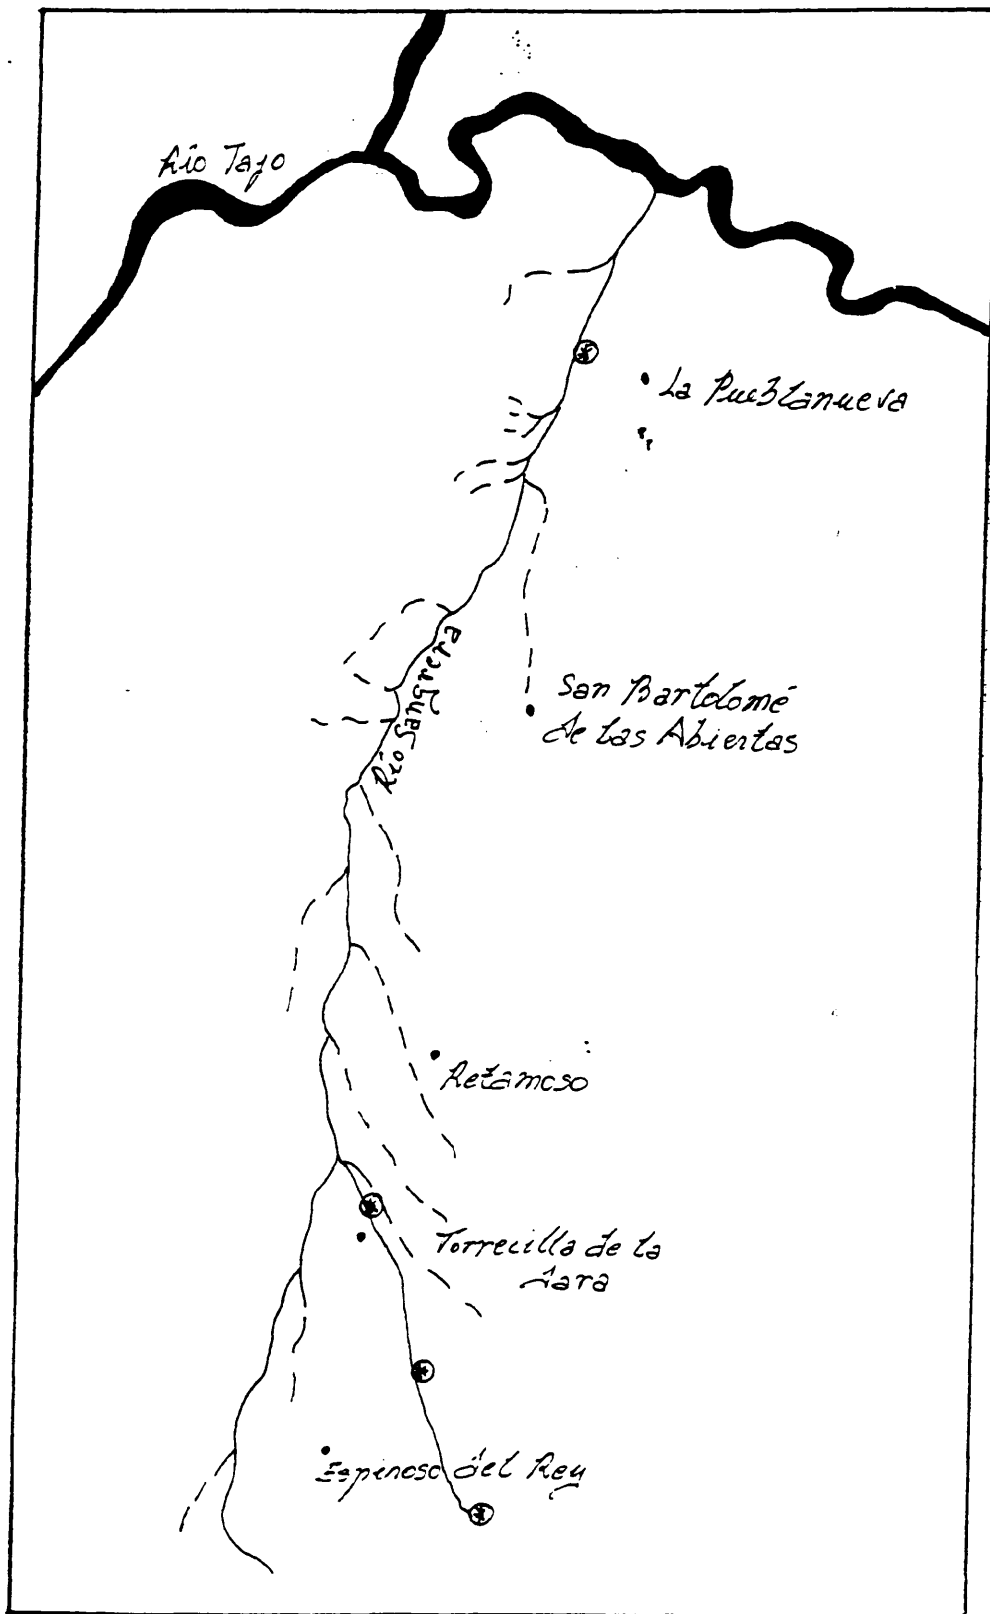 Río Tajo
La Pueblanueva
San Bartolomé
de las Abiertas
Río Sangrera
Retamoso
Torrecilla de la
Jara
Espinoso del Rey